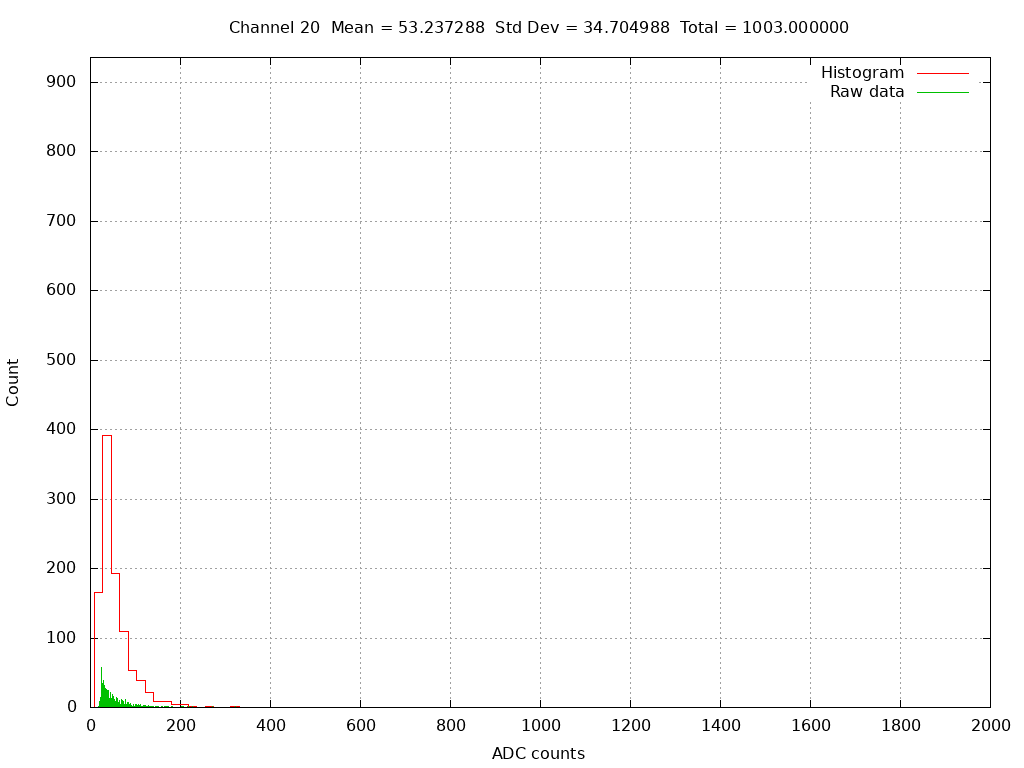 Channel 20  Mean = 53.237288  Std Dev = 34.704988  Total = 1003.000000
Histogram
Raw data
900
800
700
600
500
400
300
200
100
0
Count
0 200 400 600 800 1000 1200 1400 1600 1800 2000
ADC counts